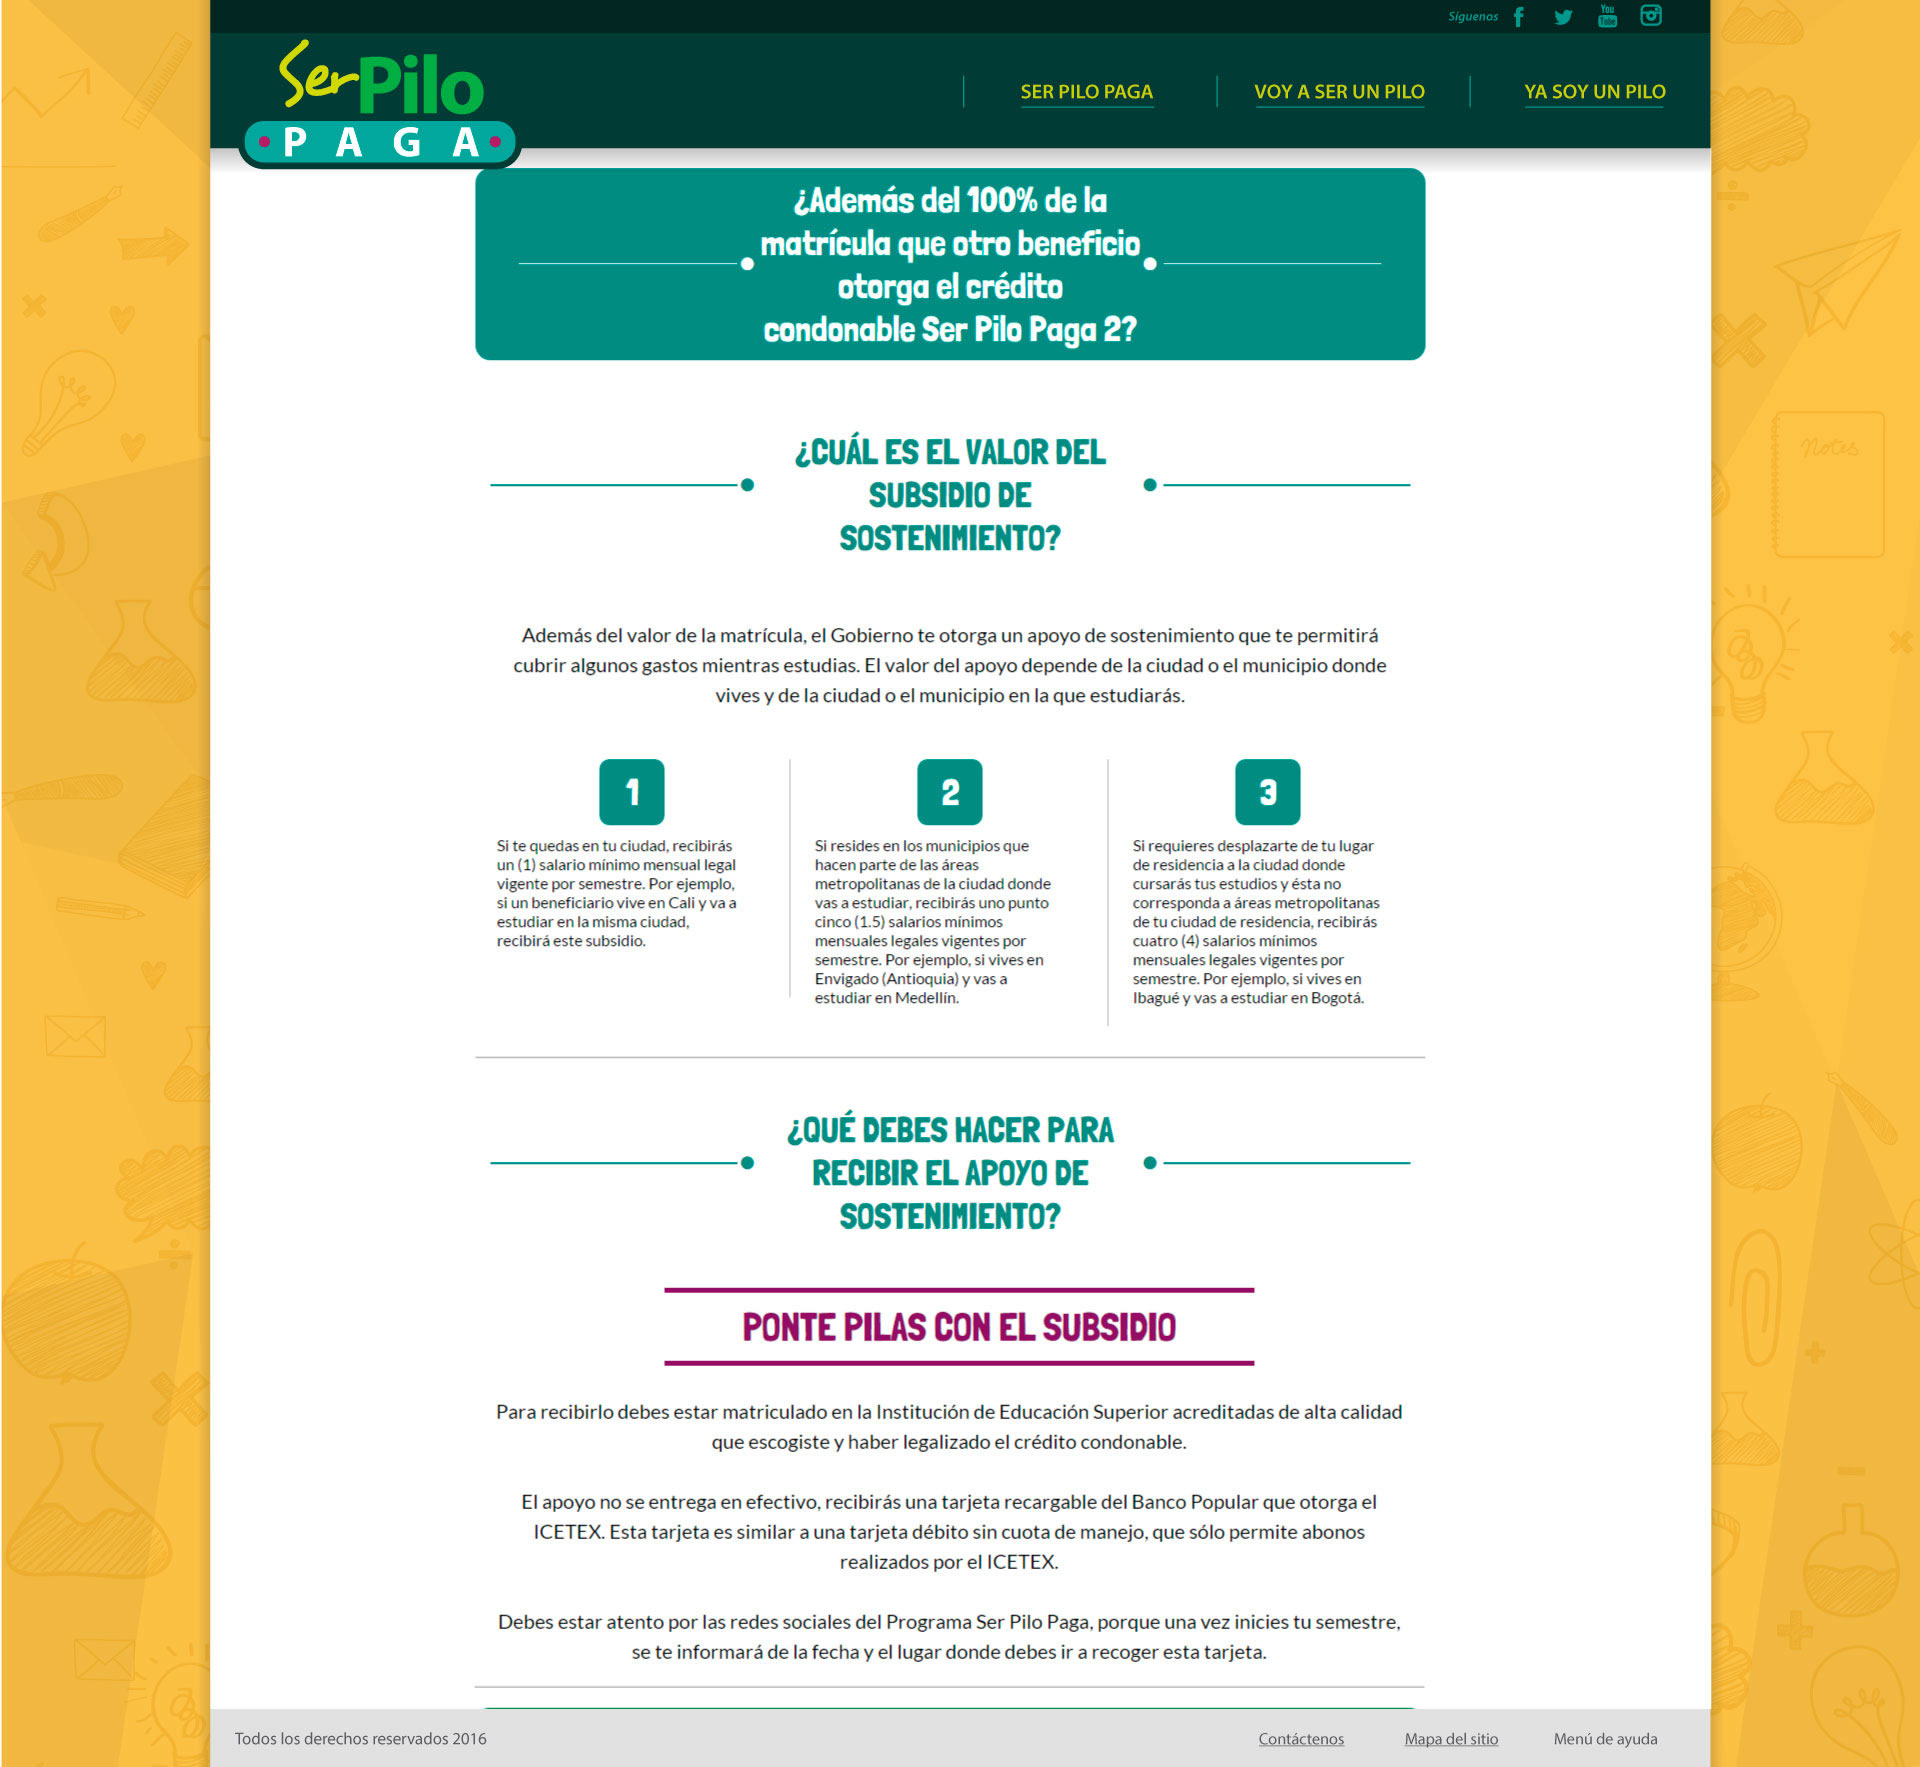 Síguenos
You
Tube
Ser Pilo
PAGA
SER PILO PAGA
VOY A SER UN PILO
YA SOY UN PILO
¿Además del 100% de la
matrícula que otro beneficio
otorga el crédito
condonable Ser Pilo Paga 2?
¿CUÁL ES EL VALOR DEL
SUBSIDIO DE
SOSTENIMIENTO?
Notes
Además del valor de la matrícula, el Gobierno te otorga un apoyo de sostenimiento que te permitirá
cubrir algunos gastos mientras estudias. El valor del apoyo depende de la ciudad o el municipio donde
vives y de la ciudad o el municipio en la que estudiarás.
1
Si te quedas en tu ciudad, recibirás
un (1) salario mínimo mensual legal
vigente por semestre. Por ejemplo,
si un beneficiario vive en Cali y va a
estudiar en la misma ciudad,
recibirá este subsidio.
2
Si resides en los municipios que
hacen parte de las áreas
metropolitanas de la ciudad donde
vas a estudiar, recibirás uno punto
cinco (1.5) salarios mínimos
mensuales legales vigentes por
semestre. Por ejemplo, si vives en
Envigado (Antioquia) y vas a
estudiar en Medellín.
3
Si requieres desplazarte de tu lugar
de residencia a la ciudad donde
cursarás tus estudios y ésta no
corresponda a áreas metropolitanas
de tu ciudad de residencia, recibirás
cuatro (4) salarios mínimos
mensuales legales vigentes por
semestre. Por ejemplo, si vives en
Ibagué y vas a estudiar en Bogotá.
¿QUÉ DEBES HACER PARA
RECIBIR EL APOYO DE
SOSTENIMIENTO?
PONTE PILAS CON EL SUBSIDIO
Para recibirlo debes estar matriculado en la Institución de Educación Superior acreditadas de alta calidad
que escogiste y haber legalizado el crédito condonable.
El apoyo no se entrega en efectivo, recibirás una tarjeta recargable del Banco Popular que otorga el
ICETEX. Esta tarjeta es similar a una tarjeta débito sin cuota de manejo, que sólo permite abonos
realizados por el ICETEX.
Debes estar atento por las redes sociales del Programa Ser Pilo Paga, porque una vez inicies tu semestre,
se te informará de la fecha y el lugar donde debes ir a recoger esta tarjeta.
Todos los derechos reservados 2016
Contáctenos
Mapa del sitio
Menú de ayuda